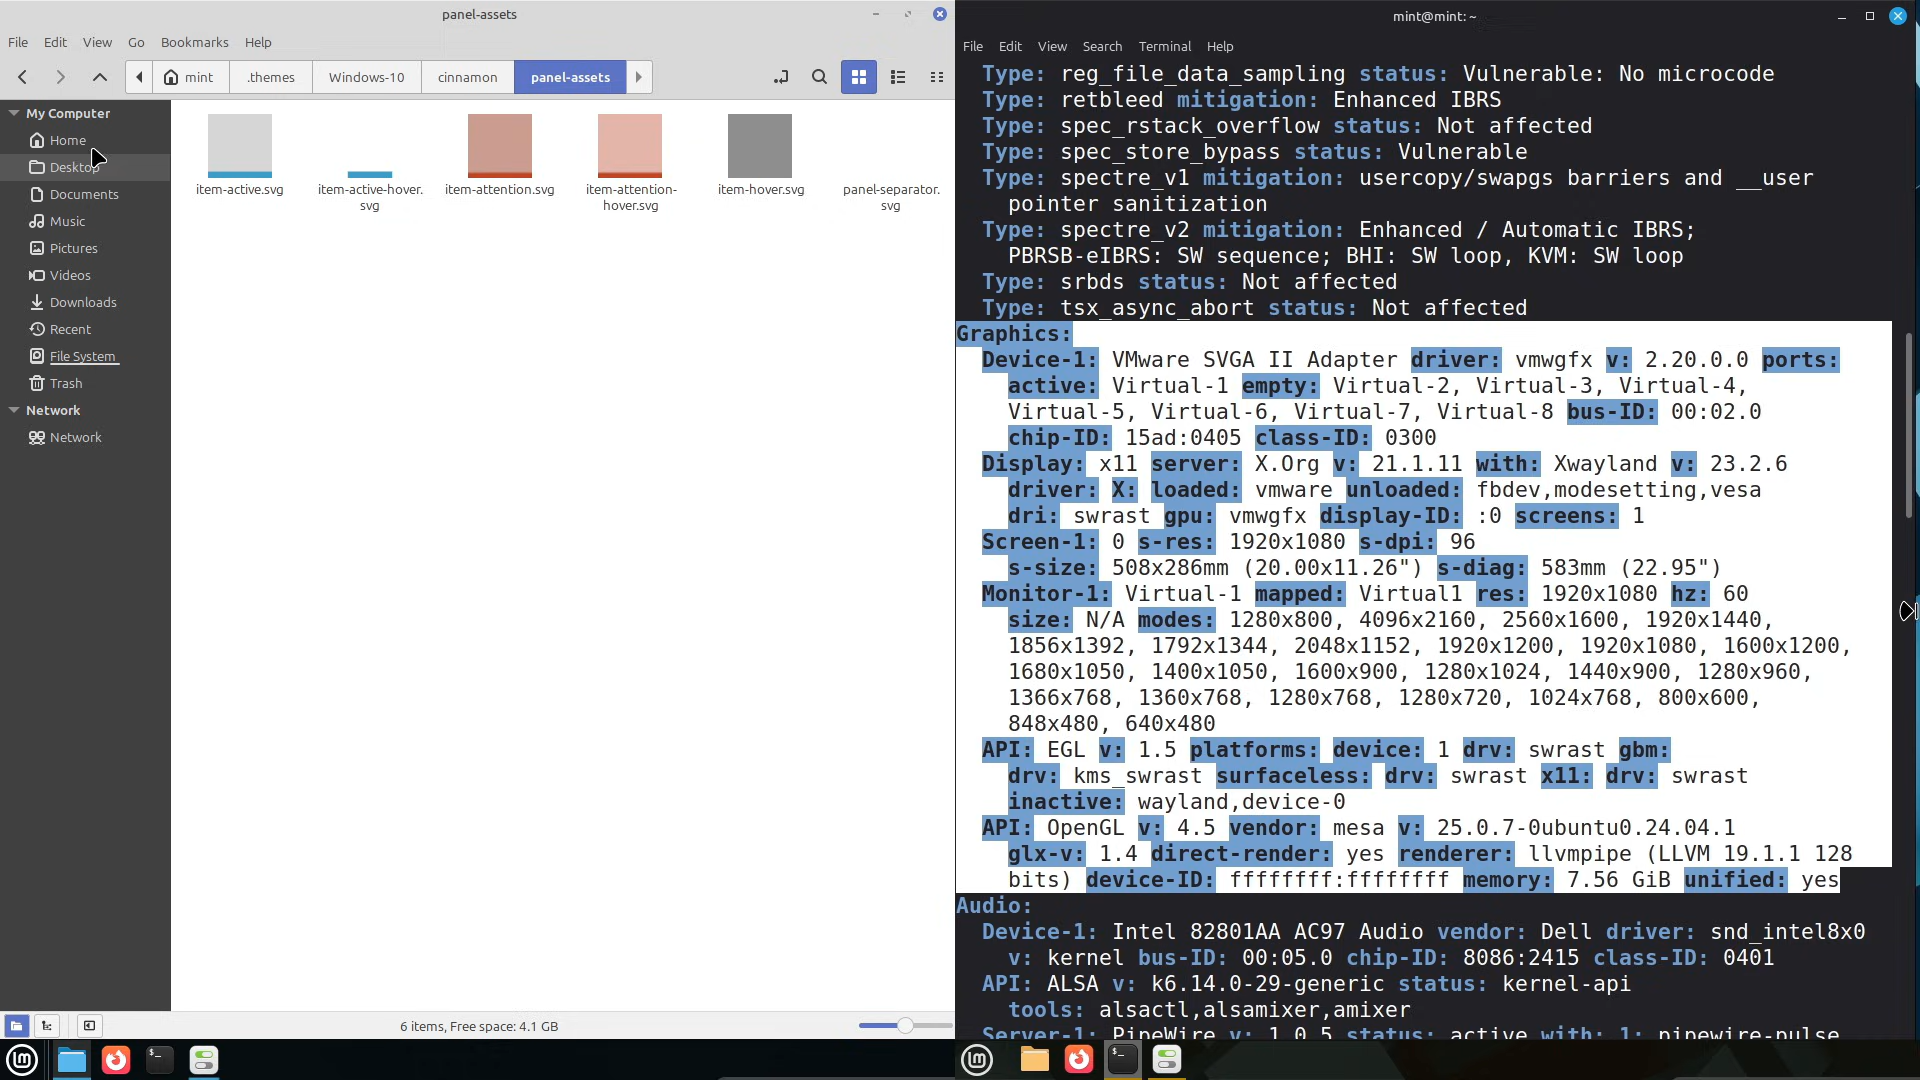 panel-assets
File Edit View Go Bookmarks Help
mint .themes Windows-10 cinnamon panel-assets
My Computer
Home
Desktop
Documents
Music
Pictures
Videos
Downloads
Recent
File System
Trash
Network
Network
item-active.svg
item-active-hover.
svg
item-attention.svg
item-attention-
hover.svg
item-hover.svg
panel-separator.
svg
6 items, Free space: 4.1 GB
mint@mint: ~
File Edit View Search Terminal Help
Type: reg_file_data_sampling status: Vulnerable: No microcode
Type: retbleed mitigation: Enhanced IBRS
Type: spec_rstack_overflow status: Not affected
Type: spec_store_bypass status: Vulnerable
Type: spectre_v1 mitigation: usercopy/swapgs barriers and __user
pointer sanitization
Type: spectre_v2 mitigation: Enhanced / Automatic IBRS;
PBRSB-eIBRS: SW sequence; BHI: SW loop, KVM: SW loop
Type: srbds status: Not affected
Type: tsx_async_abort status: Not affected
Graphics:
Device-1: VMware SVGA II Adapter driver: vmwgfx v: 2.20.0.0 ports:
active: Virtual-1 empty: Virtual-2, Virtual-3, Virtual-4,
Virtual-5, Virtual-6, Virtual-7, Virtual-8 bus-ID: 00:02.0
chip-ID: 15ad:0405 class-ID: 0300
Display: x11 server: X.Org v: 21.1.11 with: Xwayland v: 23.2.6
driver: X: loaded: vmware unloaded: fbdev,modesetting,vesa
dri: swrast gpu: vmwgfx display-ID: :0 screens: 1
Screen-1: 0 s-res: 1920x1080 s-dpi: 96
s-size: 508x286mm (20.00x11.26") s-diag: 583mm (22.95")
Monitor-1: Virtual-1 mapped: Virtual1 res: 1920x1080 hz: 60
size: N/A modes: 1280x800, 4096x2160, 2560x1600, 1920x1440,
1856x1392, 1792x1344, 2048x1152, 1920x1200, 1920x1080, 1600x1200,
1680x1050, 1400x1050, 1600x900, 1280x1024, 1440x900, 1280x960,
1366x768, 1360x768, 1280x768, 1280x720, 1024x768, 800x600,
848x480, 640x480
API: EGL v: 1.5 platforms: device: 1 drv: swrast gbm:
drv: kms_swrast surfaceless: drv: swrast x11: drv: swrast
inactive: wayland,device-0
API: OpenGL v: 4.5 vendor: mesa v: 25.0.7-0ubuntu0.24.04.1
glx-v: 1.4 direct-render: yes renderer: llvmpipe (LLVM 19.1.1 128
bits) device-ID: ffffffff:ffffffff memory: 7.56 GiB unified: yes
Audio:
Device-1: Intel 82801AA AC97 Audio vendor: Dell driver: snd_intel8x0
v: kernel bus-ID: 00:05.0 chip-ID: 8086:2415 class-ID: 0401
API: ALSA v: k6.14.0-29-generic status: kernel-api
tools: alsactl,alsamixer,amixer
Server-1: PipeWire v: 1.0.5 status: active with: 1: pipewire-pulse